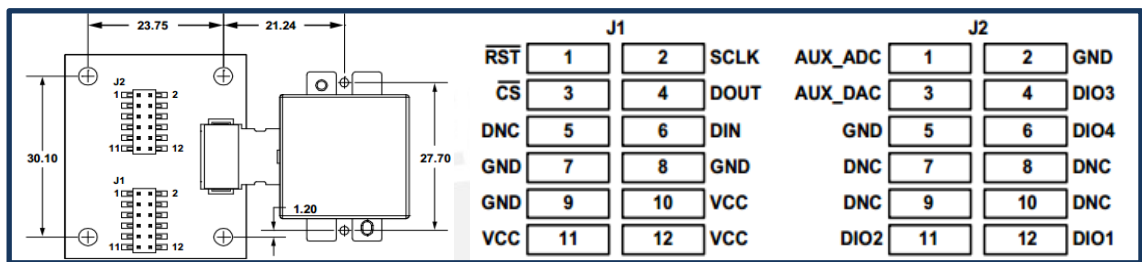 23.75 21.24
J2
1 2
11 12
30.10
27.70
J1
1 2
1.20
11 12
J1
RST 1 2 SCLK
CS 3 4 DOUT
DNC 5 6 DIN
GND 7 8 GND
GND 9 10 VCC
VCC 11 12 VCC
J2
AUX_ADC 1 2 GND
AUX_DAC 3 4 DIO3
GND 5 6 DIO4
DNC 7 8 DNC
DNC 9 10 DNC
DIO2 11 12 DIO1